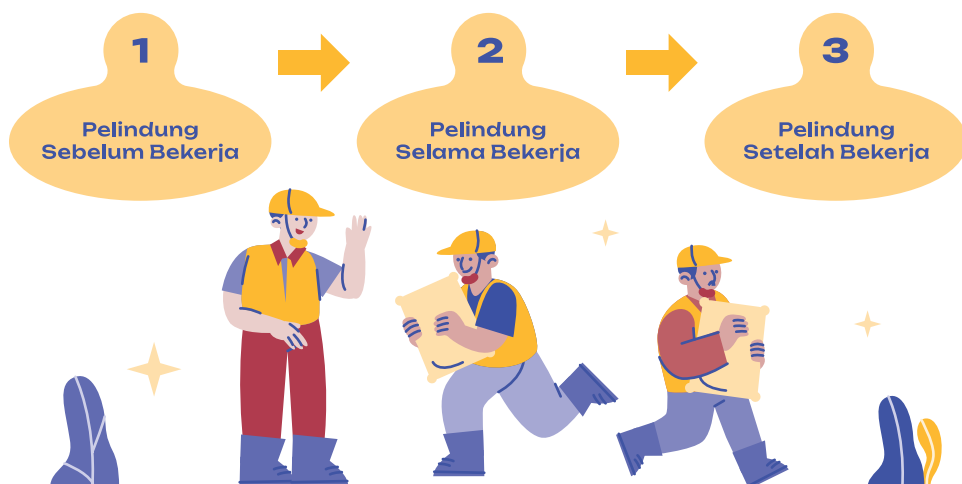 1
Pelindung
Sebelum Bekerja
2
Pelindung
Selama Bekerja
3
Pelindung
Setelah Bekerja